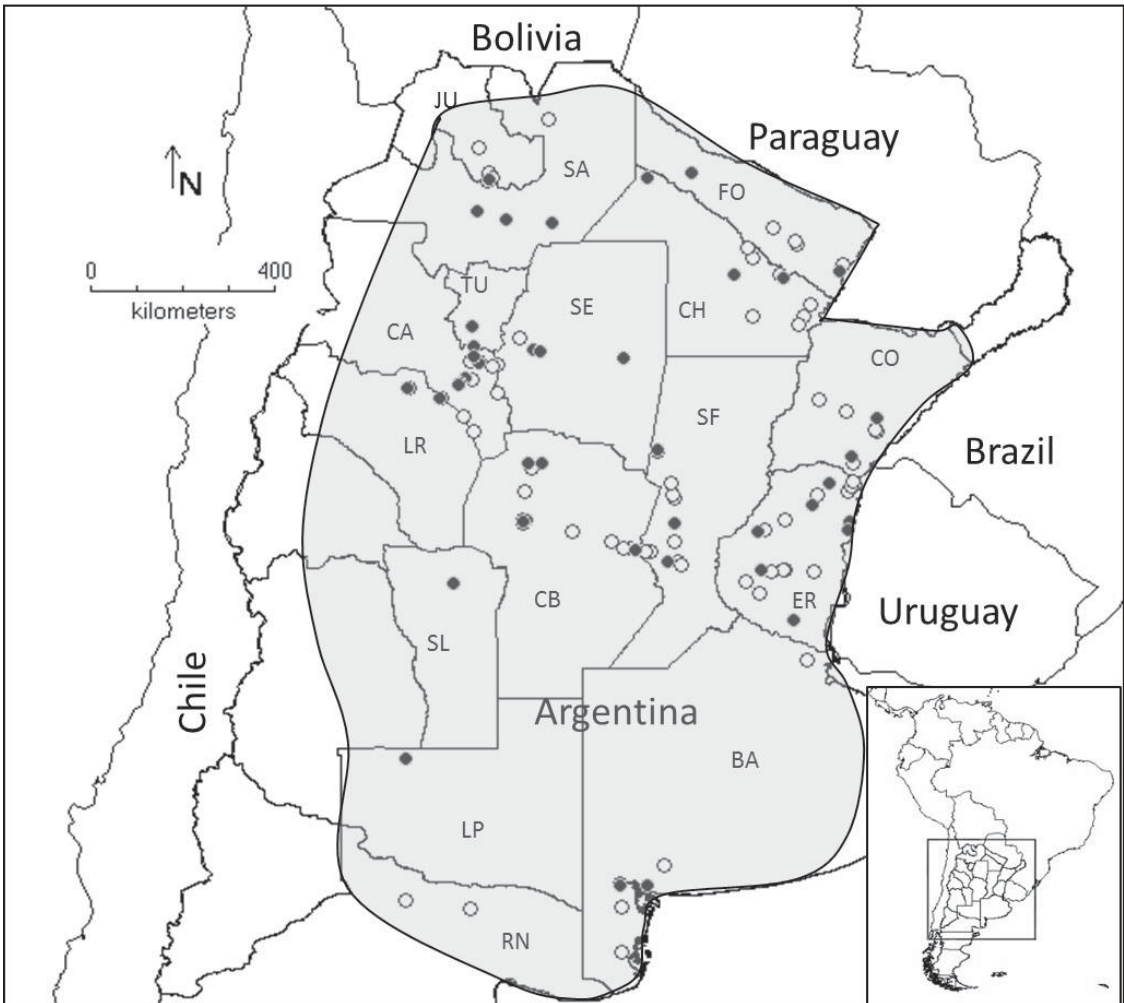 Bolivia
JU
Paraguay
N
SA
FO
0 400
kilometers
TU
SE
CH
CA
CO
SF
LR
Brazil
CB
ER
Uruguay
SL
Chile
Argentina
BA
LP
RN